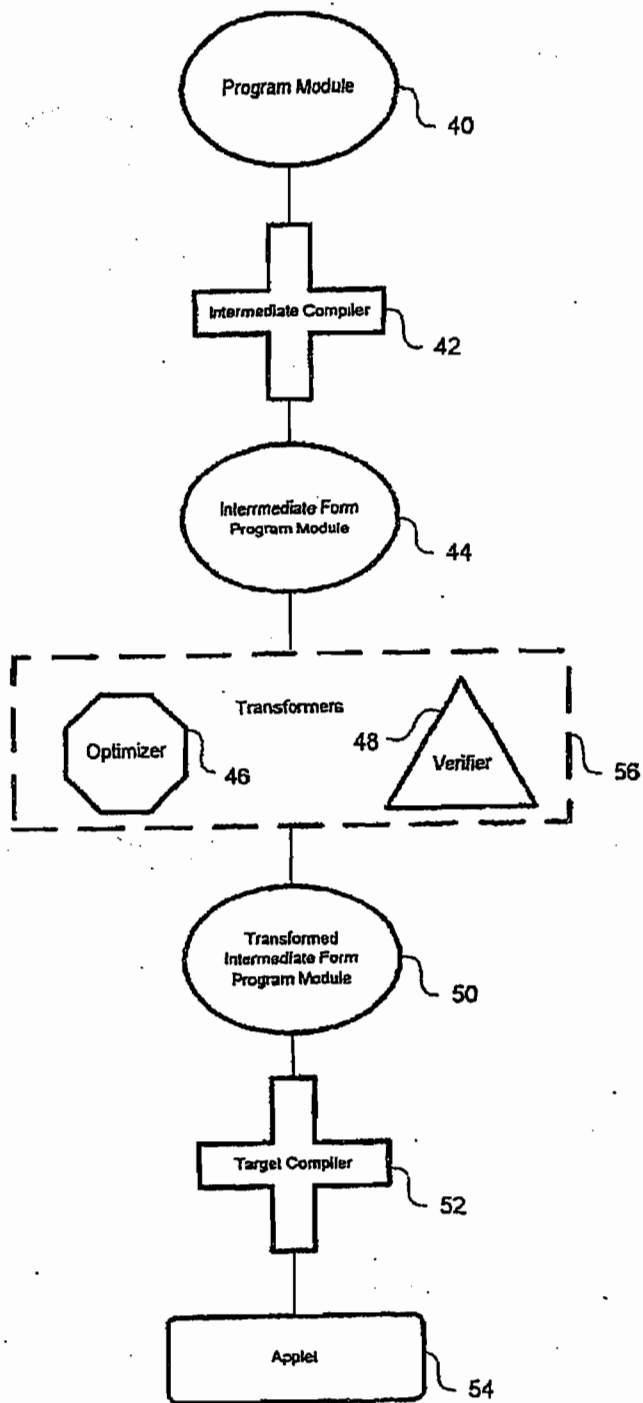 Program Module
40
Intermediate Compiler
42
Interrmediate Form
Program Module
44
Transformers
Optimizer
46
48
Verifier
56
Transformed
Intermediate Form
Program Module
50
Target Compiler
52
Applet
54